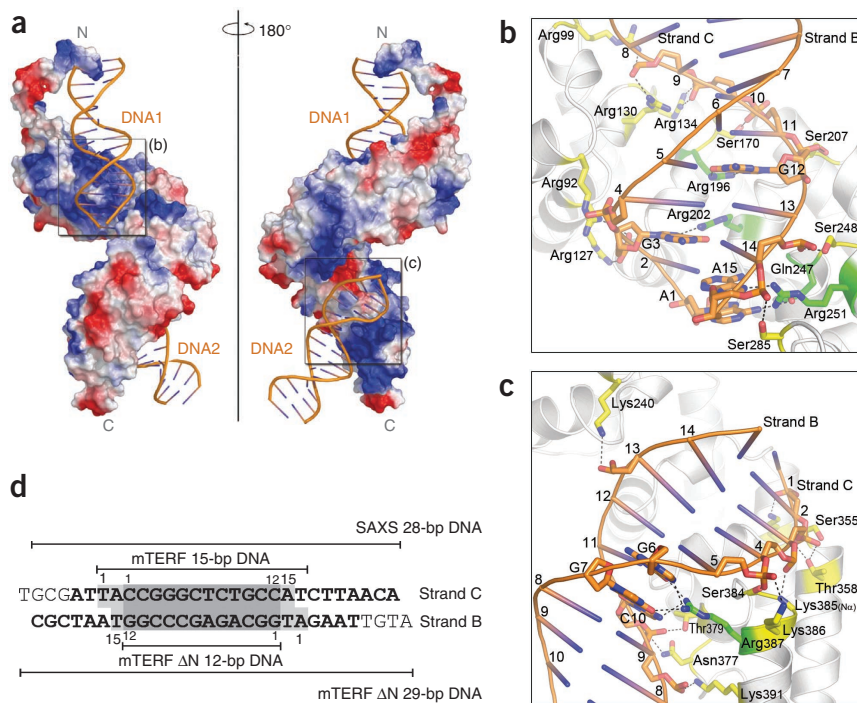 a
N
180°
DNA1
DNA1
(b)
(c)
DNA2
DNA2
C
C
b
Arg99
8
Strand C
Strand B
9
7
Arg130
6
10
Arg134
11
Ser207
Ser170
5
G12
Arg196
Arg92
4
13
Arg202
Ser248
G3
14
Gln247
2
Arg127
A15
A1
Arg251
Ser285
c
Lys240
14
Strand B
13
12
1
Strand C
2
Ser355
11
G6
4
5
G7
8
Ser384
Thr358
Lys385(Nα)
9
C10
Thr379
Lys386
Arg387
10
9
Asn377
8
Lys391
d
SAXS 28-bp DNA
mTERF 15-bp DNA
1 1 12 15
TGCGATTACCGGGCTCTGCCATCTTAACA Strand C
CGCTAATGGCCCGAGACGGTAGAATTGTA Strand B
15 12 1 1
mTERF ΔN 12-bp DNA
mTERF ΔN 29-bp DNA